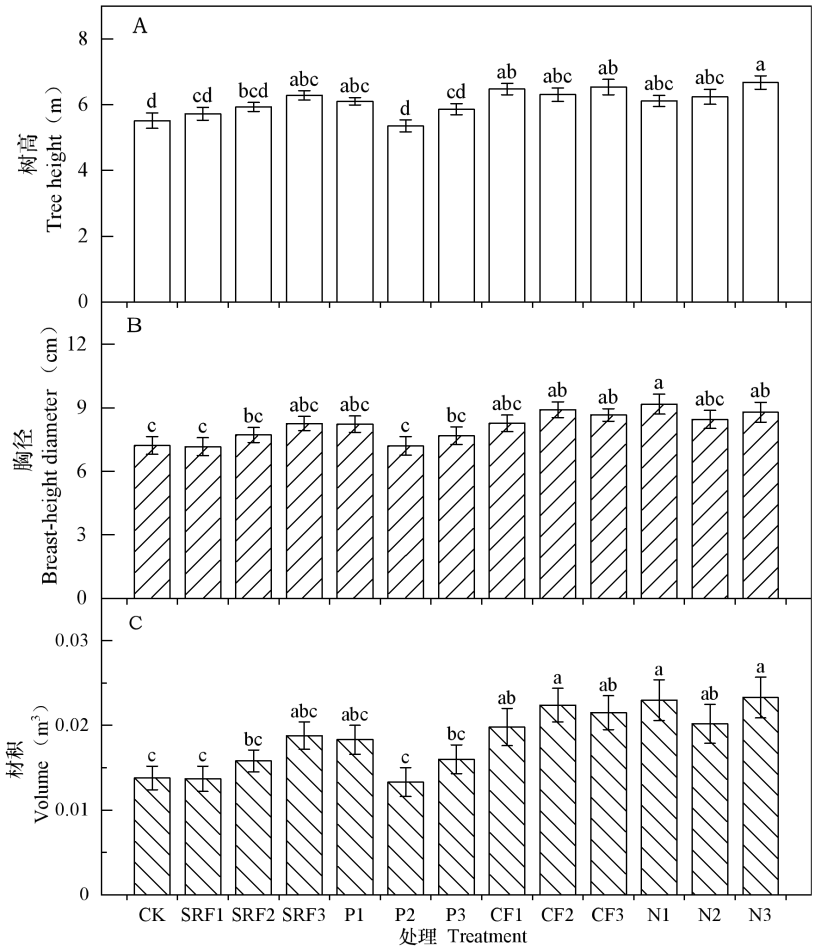 A
8
6
4
2
0
树高
Tree height（m）
d cd bcd abc abc d cd ab abc ab abc abc a
B
12
9
6
3
0
胸径
Breast-height diameter（cm）
c c bc abc abc c bc abc ab ab a abc ab
C
0.03
0.02
0.01
0
材积
Volume（m³）
c c bc abc abc c bc ab a ab a ab a
CK SRF1 SRF2 SRF3 P1 P2 P3 CF1 CF2 CF3 N1 N2 N3
处理 Treatment